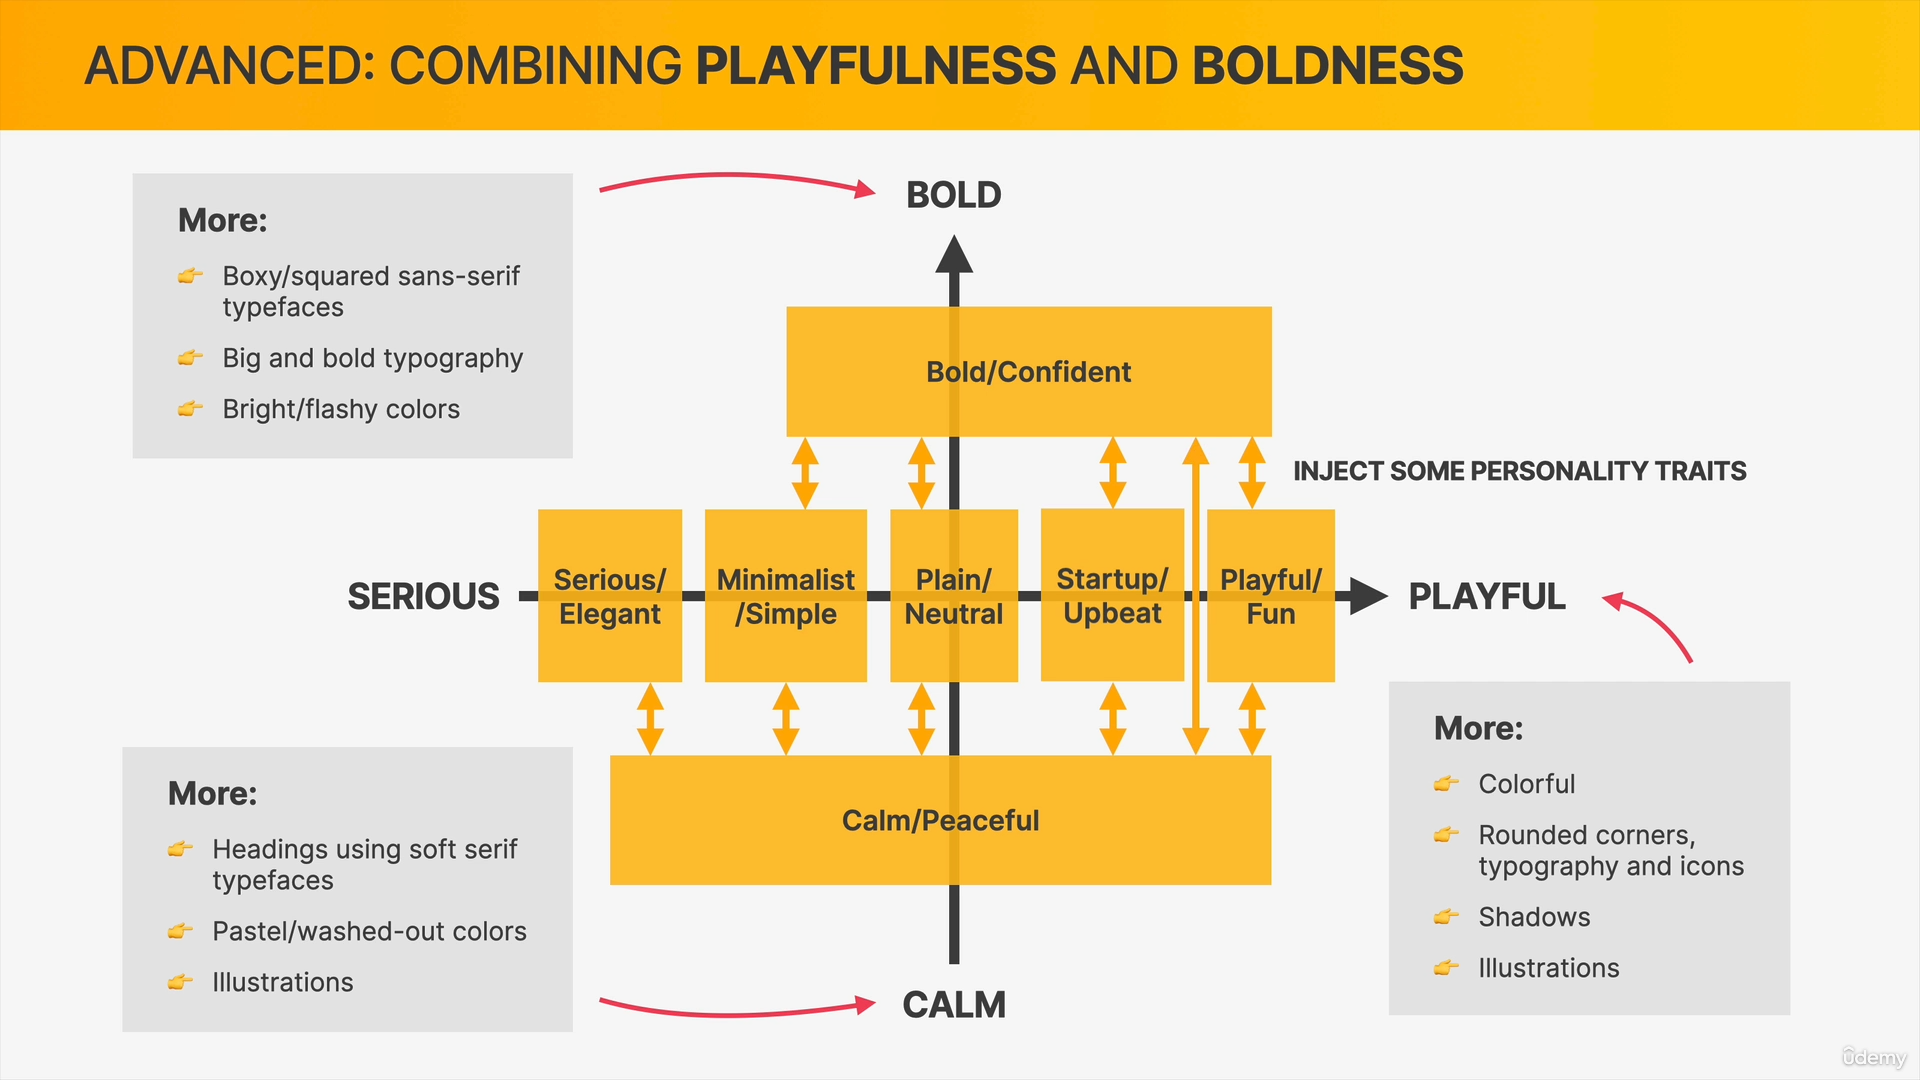 ADVANCED: COMBINING PLAYFULNESS AND BOLDNESS
More:
Boxy/squared sans-serif
typefaces
Big and bold typography
Bright/flashy colors
BOLD
Bold/Confident
INJECT SOME PERSONALITY TRAITS
SERIOUS
Serious/
Elegant
Minimalist
/Simple
Plain/
Neutral
Startup/
Upbeat
Playful/
Fun
PLAYFUL
Calm/Peaceful
CALM
More:
Headings using soft serif
typefaces
Pastel/washed-out colors
Illustrations
More:
Colorful
Rounded corners,
typography and icons
Shadows
Illustrations
ûdemy